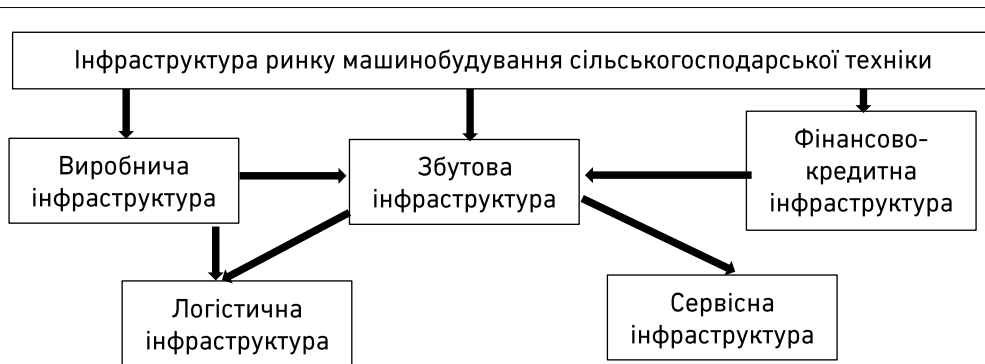 Інфраструктура ринку машинобудування сільськогосподарської техніки
Виробнича
інфраструктура
Збутова
інфраструктура
Фінансово-
кредитна
інфраструктура
Логістична
інфраструктура
Сервісна
інфраструктура